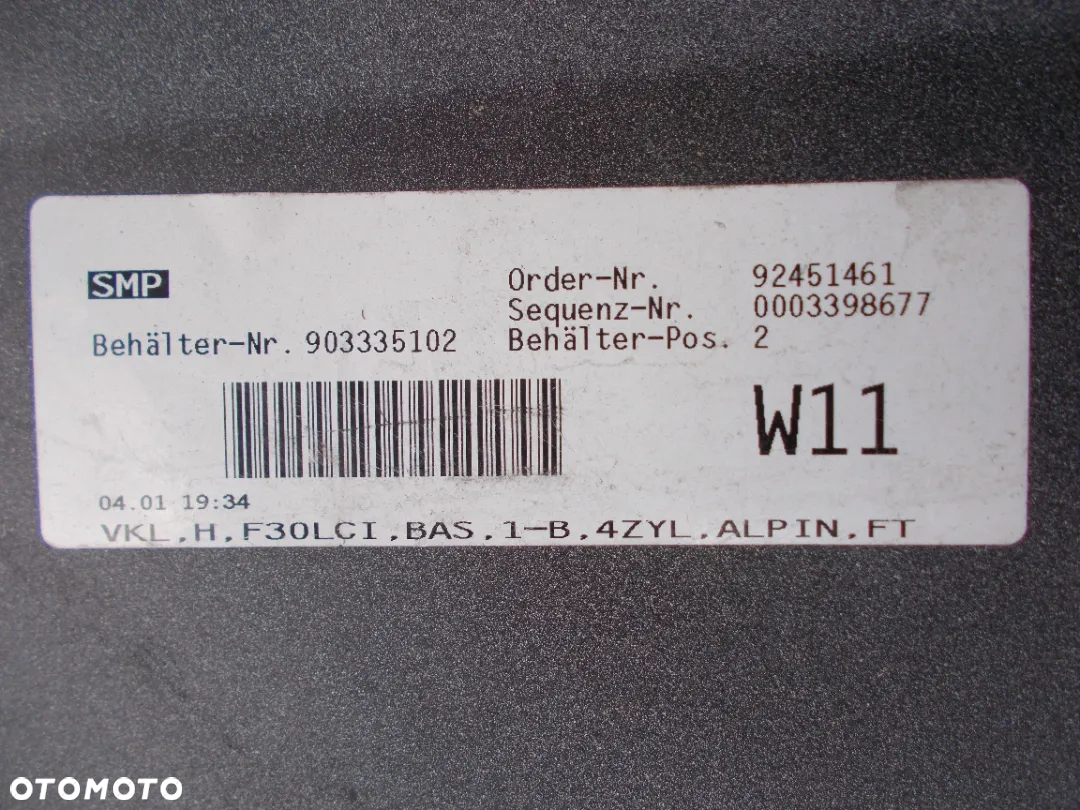 SMP
Order-Nr. 92451461
Sequenz-Nr. 0003398677
Behälter-Nr. 903335102 Behälter-Pos. 2
W11
04.01 19:34
VKL,H,F30LCI,BAS,1-B,4ZYL,ALPIN,FT
OTOMOTO